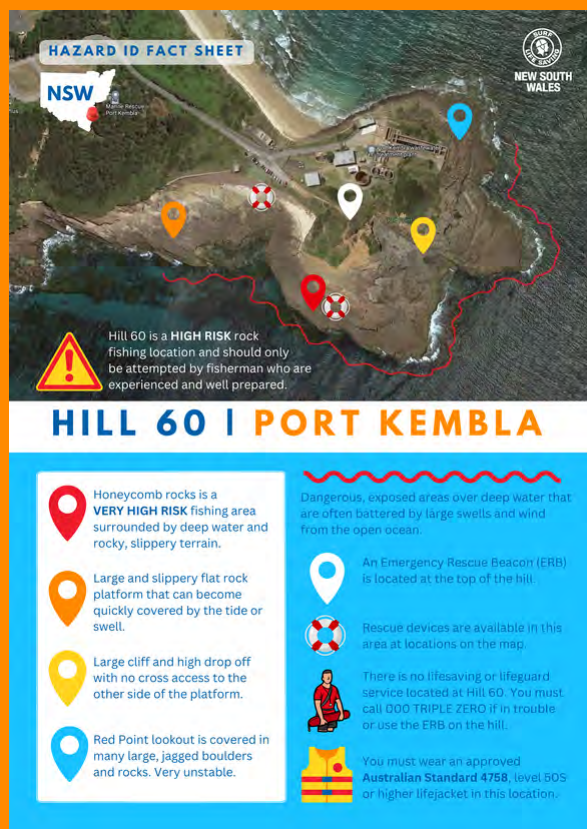 HAZARD ID FACT SHEET
SURF
LIFE SAVING
NEW SOUTH
WALES
NSW
Marine Rescue
Port Kembla
Hill 60 is a HIGH RISK rock
fishing location and should only
be attempted by fisherman who are
experienced and well prepared.
HILL 60 | PORT KEMBLA
Honeycomb rocks is a
VERY HIGH RISK fishing area
surrounded by deep water and
rocky, slippery terrain.
Large and slippery flat rock
platform that can become
quickly covered by the tide or
swell.
Large cliff and high drop off
with no cross access to the
other side of the platform.
Red Point lookout is covered in
many large, jagged boulders
and rocks. Very unstable.
Dangerous, exposed areas over deep water that
are often battered by large swells and wind
from the open ocean.
An Emergency Rescue Beacon (ERB)
is located at the top of the hill.
Rescue devices are available in this
area at locations on the map.
There is no lifesaving or lifeguard
service located at Hill 60. You must
call 000 TRIPLE ZERO if in trouble
or use the ERB on the hill.
You must wear an approved
Australian Standard 4758, level 50S
or higher lifejacket in this location.